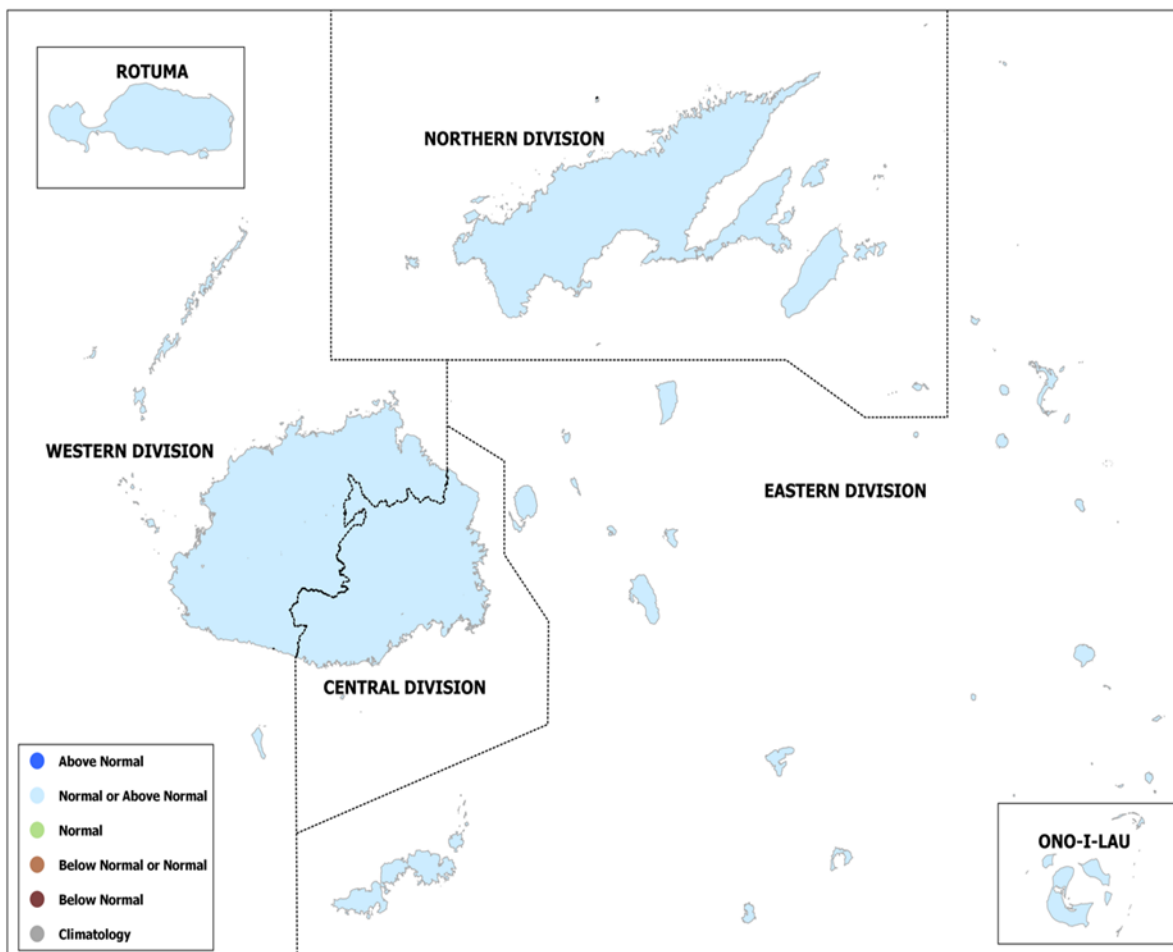 ROTUMA
NORTHERN DIVISION
WESTERN DIVISION
EASTERN DIVISION
CENTRAL DIVISION
Above Normal
Normal or Above Normal
Normal
Below Normal or Normal
Below Normal
Climatology
ONO-I-LAU